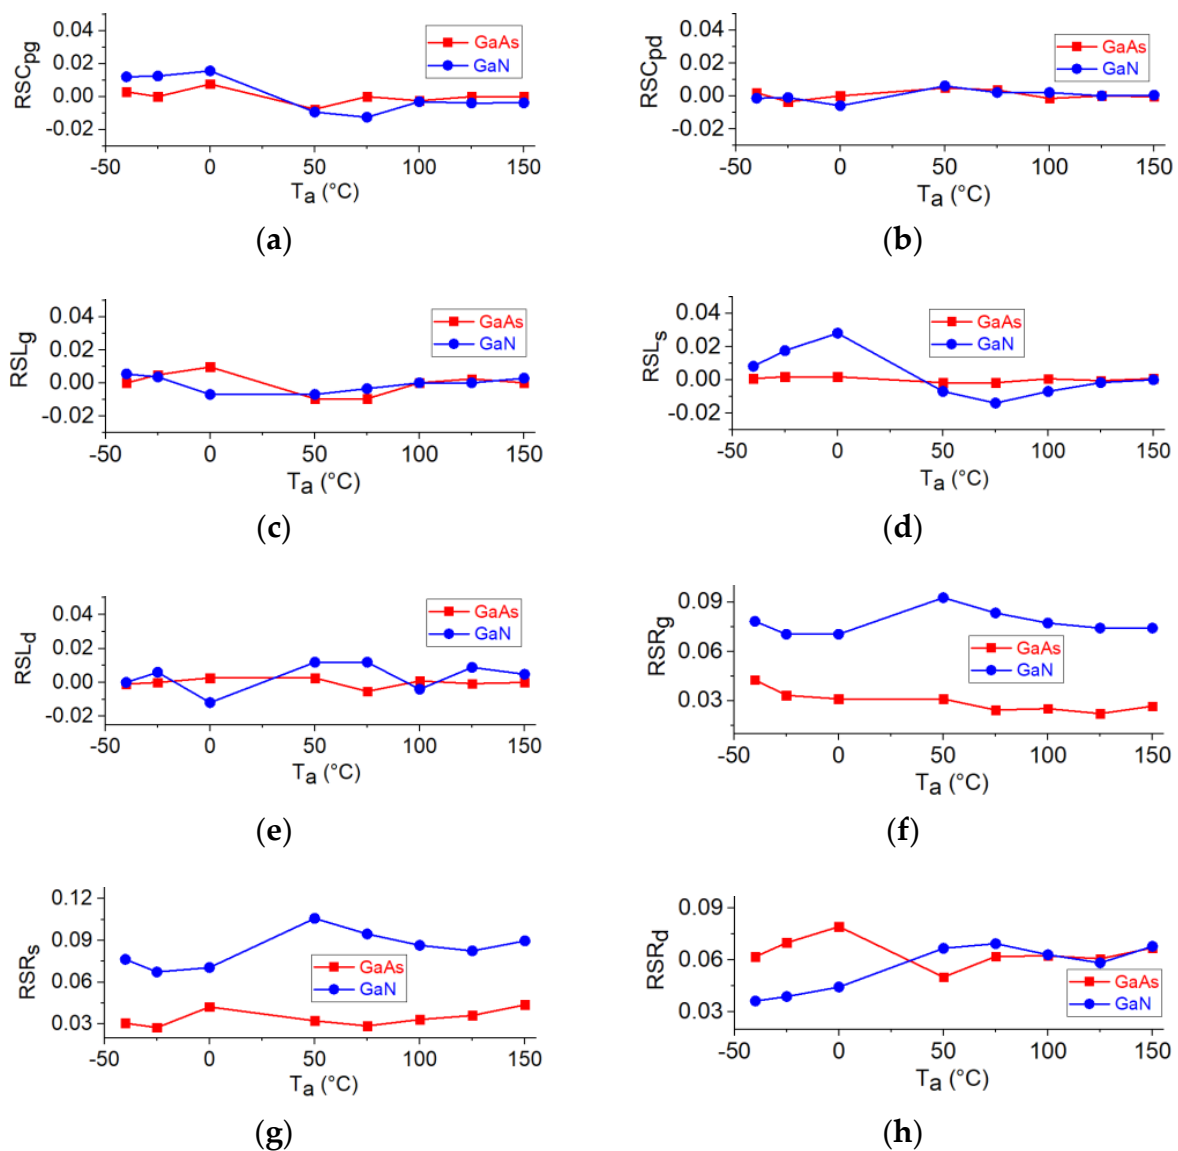 0.04
0.02
0.00
-0.02
RSCpg
GaAs
GaN
-50 0 50 100 150
Ta (°C)
(a)
0.04
0.02
0.00
-0.02
RSCpd
GaAs
GaN
-50 0 50 100 150
Ta (°C)
(b)
0.04
0.02
0.00
-0.02
RSLg
GaAs
GaN
-50 0 50 100 150
Ta (°C)
(c)
0.04
0.02
0.00
-0.02
RSLs
GaAs
GaN
-50 0 50 100 150
Ta (°C)
(d)
0.04
0.02
0.00
-0.02
RSLd
GaAs
GaN
-50 0 50 100 150
Ta (°C)
(e)
0.09
0.06
0.03
RSRg
GaAs
GaN
-50 0 50 100 150
Ta (°C)
(f)
0.12
0.09
0.06
0.03
RSRs
GaAs
GaN
-50 0 50 100 150
Ta (°C)
(g)
0.09
0.06
0.03
RSRd
GaAs
GaN
-50 0 50 100 150
Ta (°C)
(h)